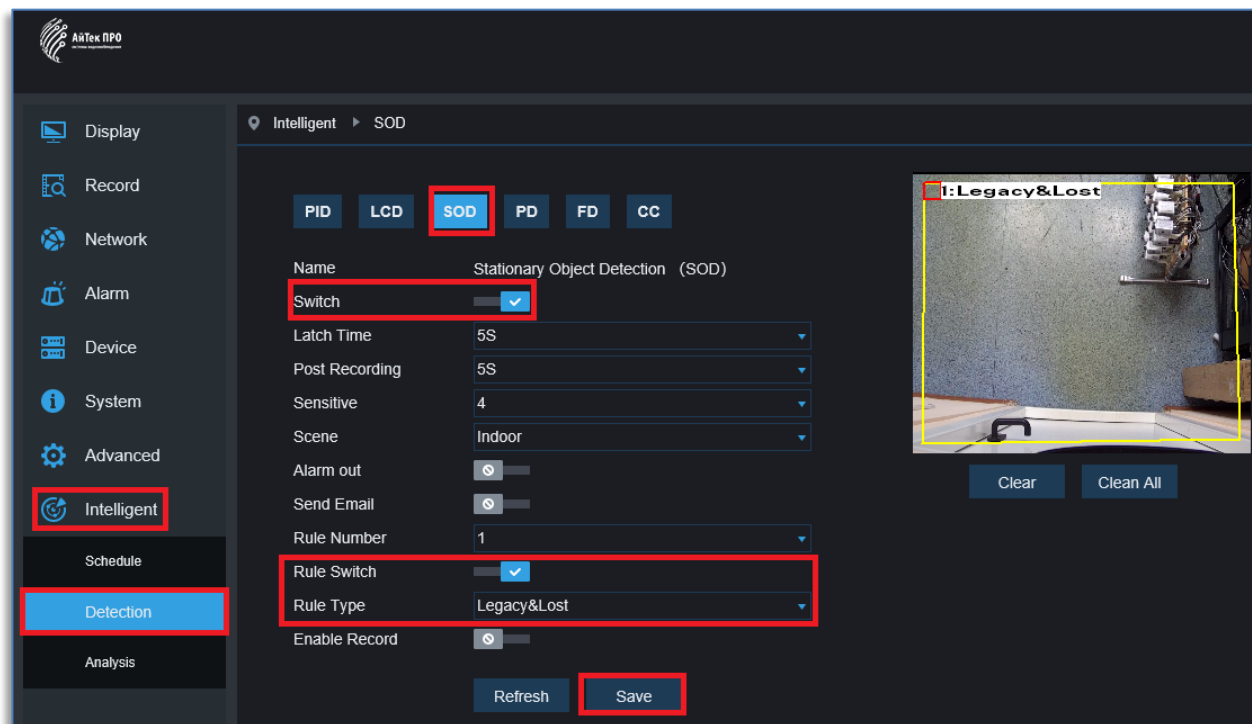 АйТек ПРО
Display
Record
Network
Alarm
Device
System
Advanced
Intelligent
Schedule
Detection
Analysis
Intelligent SOD
PID LCD SOD PD FD CC
Name Stationary Object Detection (SOD)
Switch
Latch Time 5S
Post Recording 5S
Sensitive 4
Scene Indoor
Alarm out
Send Email
Rule Number 1
Rule Switch
Rule Type Legacy&Lost
Enable Record
Refresh Save
1:Legacy&Lost
Clear Clean All